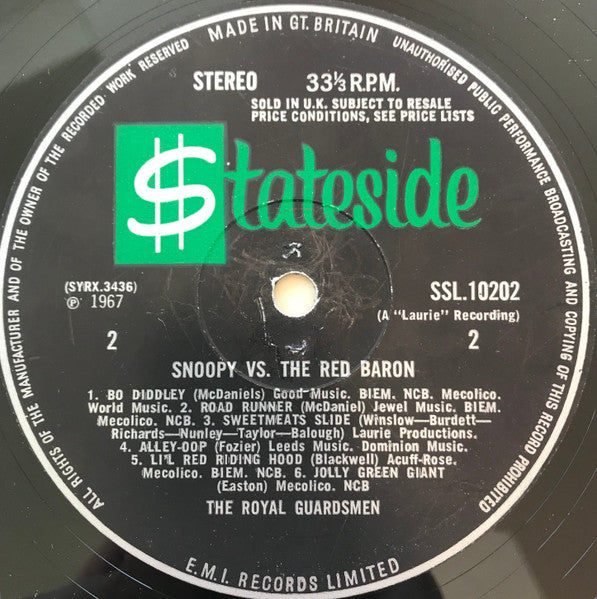 MADE IN GT. BRITAIN
ALL RIGHTS OF THE MANUFACTURER AND OF THE OWNER OF THE RECORDED WORK RESERVED
UNAUTHORISED PUBLIC PERFORMANCE BROADCASTING AND COPYING OF THIS RECORD PROHIBITED
STEREO 33⅓ R.P.M.
SOLD IN U.K. SUBJECT TO RESALE
PRICE CONDITIONS, SEE PRICE LISTS
$tateside
(SYRX.3436)
Ⓟ 1967
SSL.10202
(A "Laurie" Recording)
2 2
SNOOPY VS. THE RED BARON
1. BO DIDDLEY (McDaniels) Good Music. BIEM. NCB. Mecolico.
World Music. 2. ROAD RUNNER (McDaniel) Jewel Music. BIEM.
Mecolico. NCB. 3. SWEETMEATS SLIDE (Winslow—Burdett—
Richards—Nunley—Taylor—Balough) Laurie Productions.
4. ALLEY-OOP (Fozier) Leeds Music. Dominion Music.
5. LI'L RED RIDING HOOD (Blackwell) Acuff-Rose.
Mecolico. BIEM. NCB. 6. JOLLY GREEN GIANT
(Easton) Mecolico. NCB
THE ROYAL GUARDSMEN
E.M.I. RECORDS LIMITED